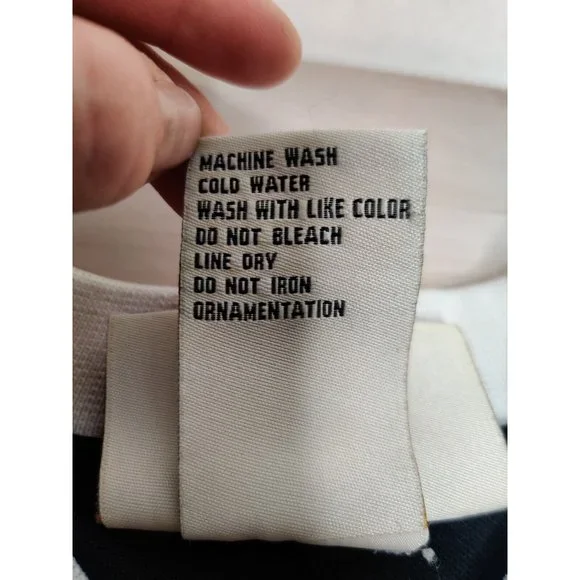 MACHINE WASH
COLD WATER
WASH WITH LIKE COLOR
DO NOT BLEACH
LINE DRY
DO NOT IRON
ORNAMENTATION